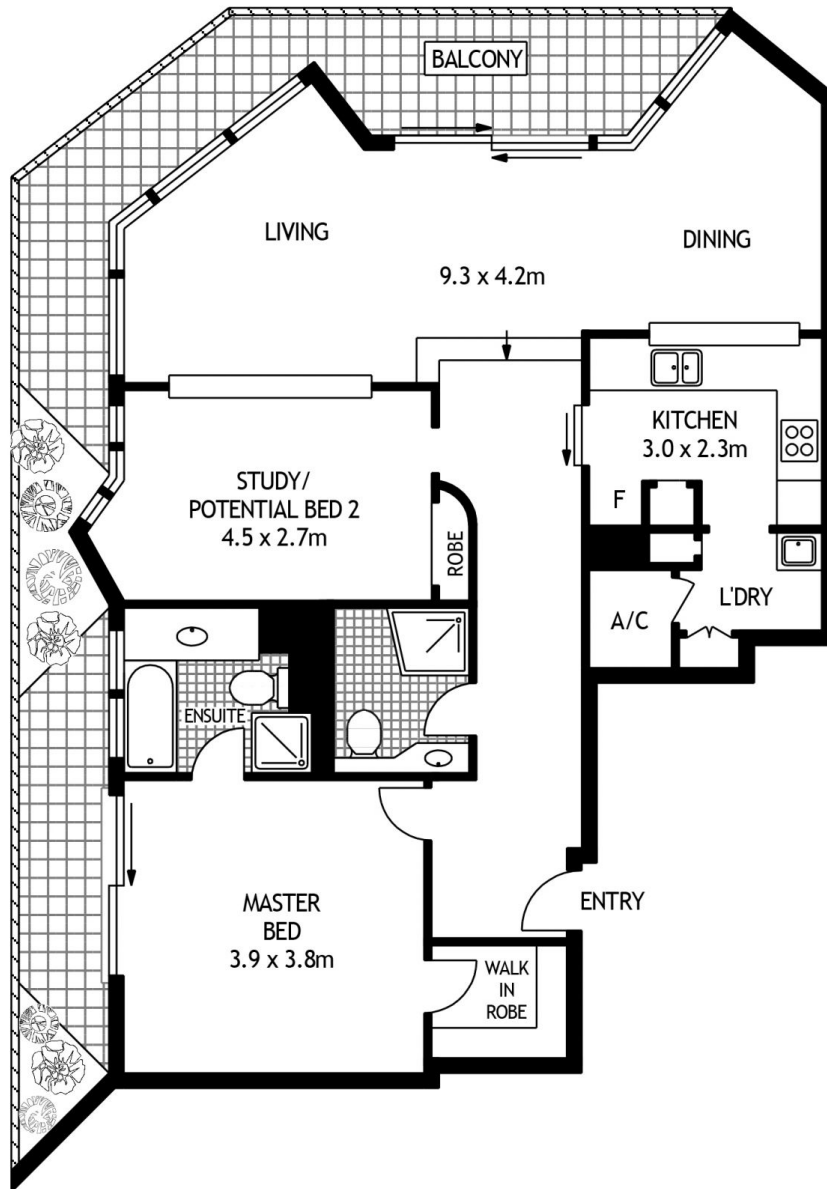 BALCONY
LIVING
DINING
9.3 x 4.2m
KITCHEN
3.0 x 2.3m
STUDY/
POTENTIAL BED 2
4.5 x 2.7m
F
ROBE
A/C
L'DRY
ENSUITE
MASTER
BED
3.9 x 3.8m
ENTRY
WALK
IN
ROBE